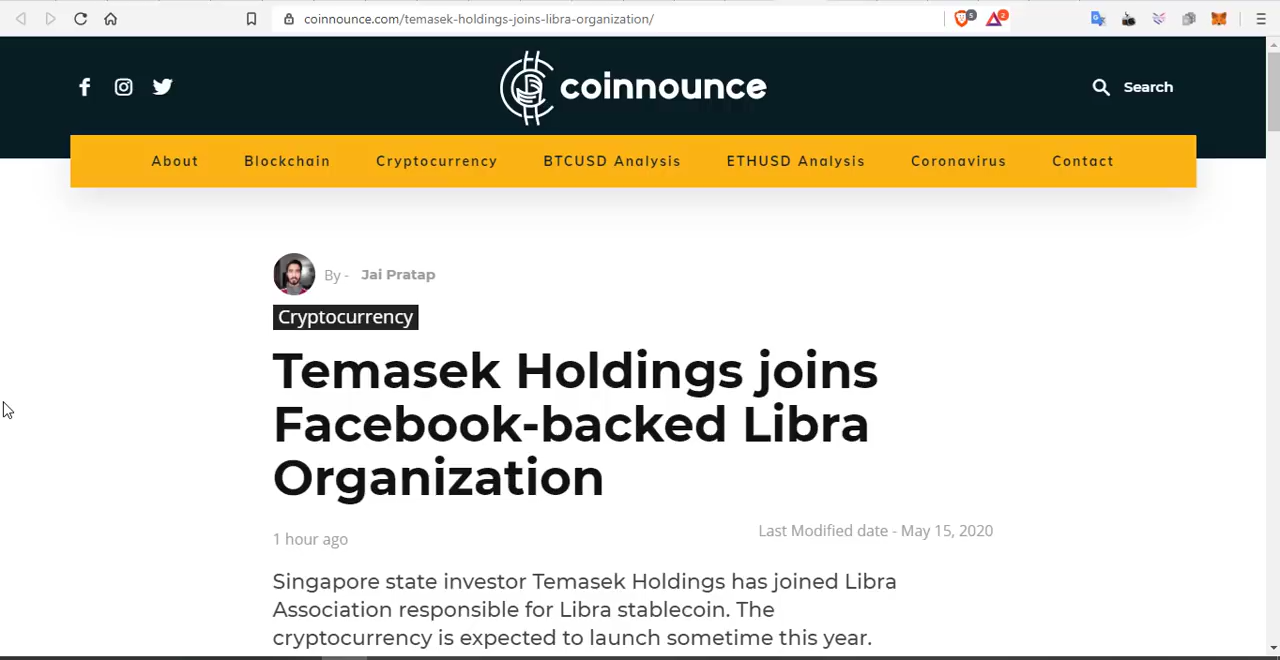 coinnounce.com/temasek-holdings-joins-libra-organization/
5
2
coinnounce
Search
About Blockchain Cryptocurrency BTCUSD Analysis ETHUSD Analysis Coronavirus Contact
By - Jai Pratap
Cryptocurrency
Temasek Holdings joins
Facebook-backed Libra
Organization
1 hour ago
Last Modified date - May 15, 2020
Singapore state investor Temasek Holdings has joined Libra
Association responsible for Libra stablecoin. The
cryptocurrency is expected to launch sometime this year.